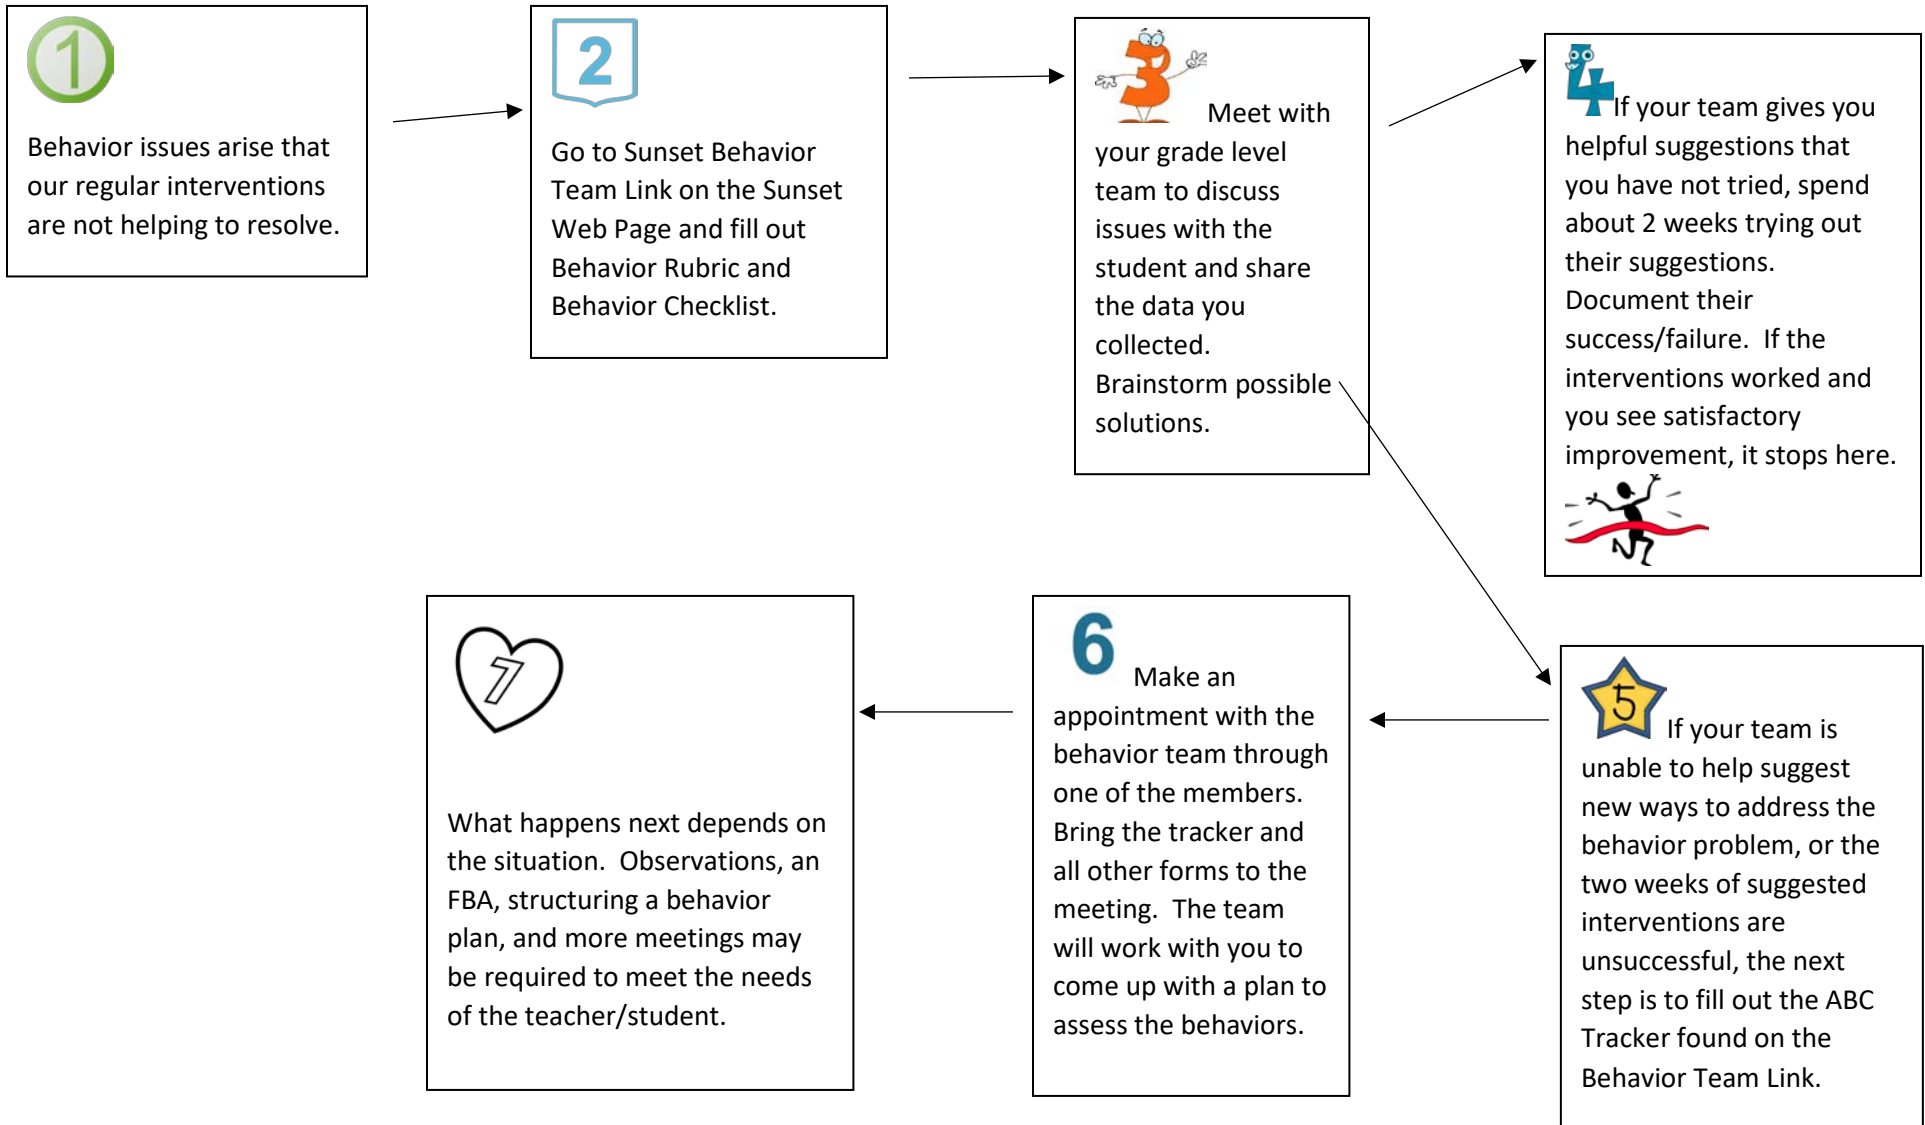 1
Behavior issues arise that
our regular interventions
are not helping to resolve.
2
Go to Sunset Behavior
Team Link on the Sunset
Web Page and fill out
Behavior Rubric and
Behavior Checklist.
3 Meet with
your grade level
team to discuss
issues with the
student and share
the data you
collected.
Brainstorm possible
solutions.
4 If your team gives you
helpful suggestions that
you have not tried, spend
about 2 weeks trying out
their suggestions.
Document their
success/failure.  If the
interventions worked and
you see satisfactory
improvement, it stops here.
5 If your team is
unable to help suggest
new ways to address the
behavior problem, or the
two weeks of suggested
interventions are
unsuccessful, the next
step is to fill out the ABC
Tracker found on the
Behavior Team Link.
6 Make an
appointment with the
behavior team through
one of the members.
Bring the tracker and
all other forms to the
meeting.  The team
will work with you to
come up with a plan to
assess the behaviors.
7
What happens next depends on
the situation.  Observations, an
FBA, structuring a behavior
plan, and more meetings may
be required to meet the needs
of the teacher/student.